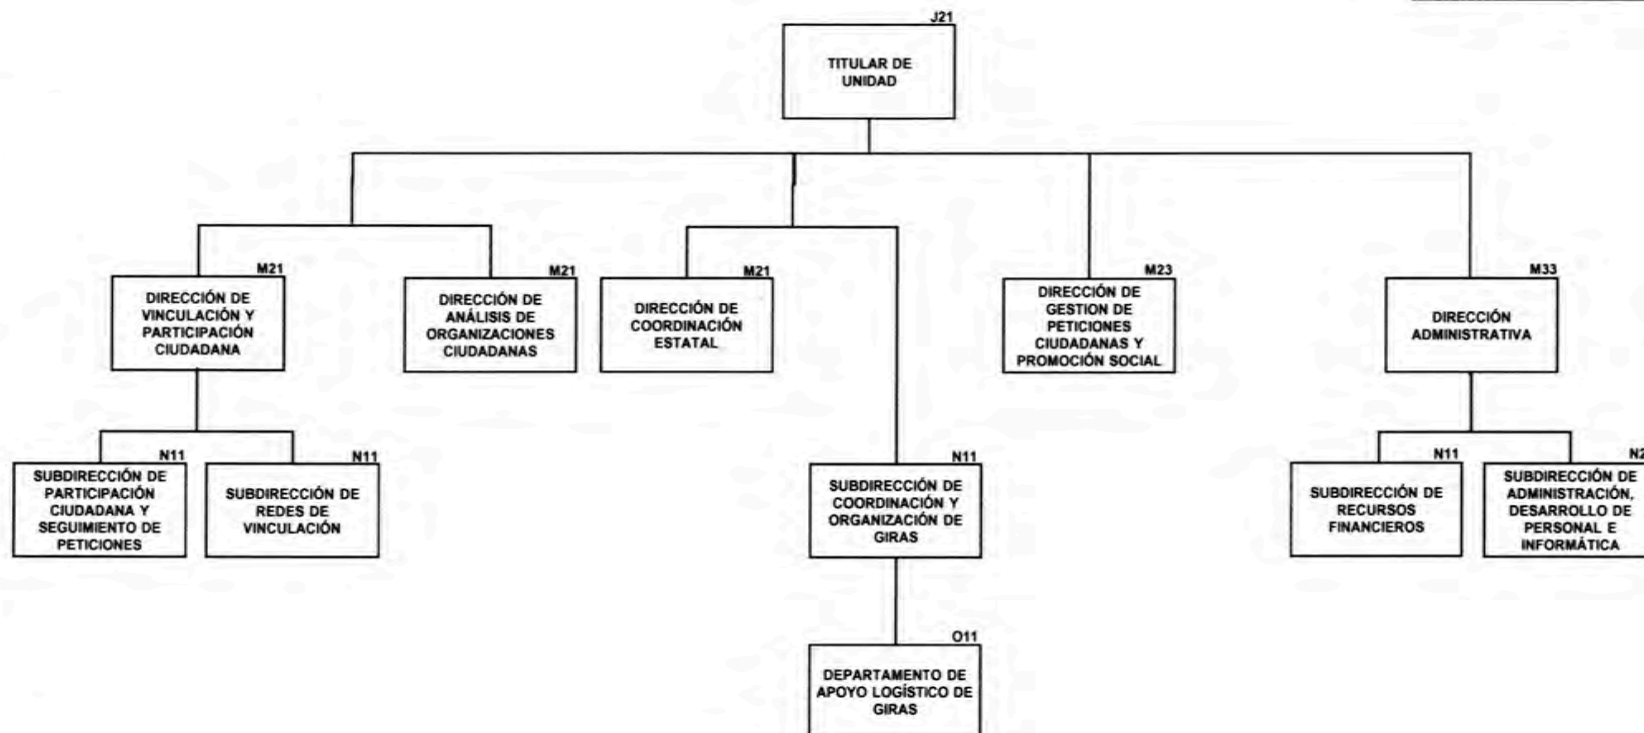 J21
TITULAR DE
UNIDAD
M21
DIRECCIÓN DE
VINCULACIÓN Y
PARTICIPACIÓN
CIUDADANA
M21
DIRECCIÓN DE
ANÁLISIS DE
ORGANIZACIONES
CIUDADANAS
M21
DIRECCIÓN DE
COORDINACIÓN
ESTATAL
M23
DIRECCIÓN DE
GESTION DE
PETICIONES
CIUDADANAS Y
PROMOCIÓN SOCIAL
M33
DIRECCIÓN
ADMINISTRATIVA
N11
SUBDIRECCIÓN DE
PARTICIPACIÓN
CIUDADANA Y
SEGUIMIENTO DE
PETICIONES
N11
SUBDIRECCIÓN DE
REDES DE
VINCULACIÓN
N11
SUBDIRECCIÓN DE
COORDINACIÓN Y
ORGANIZACIÓN DE
GIRAS
N11
SUBDIRECCIÓN DE
RECURSOS
FINANCIEROS
SUBDIRECCIÓN DE
ADMINISTRACIÓN,
DESARROLLO DE
PERSONAL E
INFORMÁTICA
O11
DEPARTAMENTO DE
APOYO LOGÍSTICO DE
GIRAS